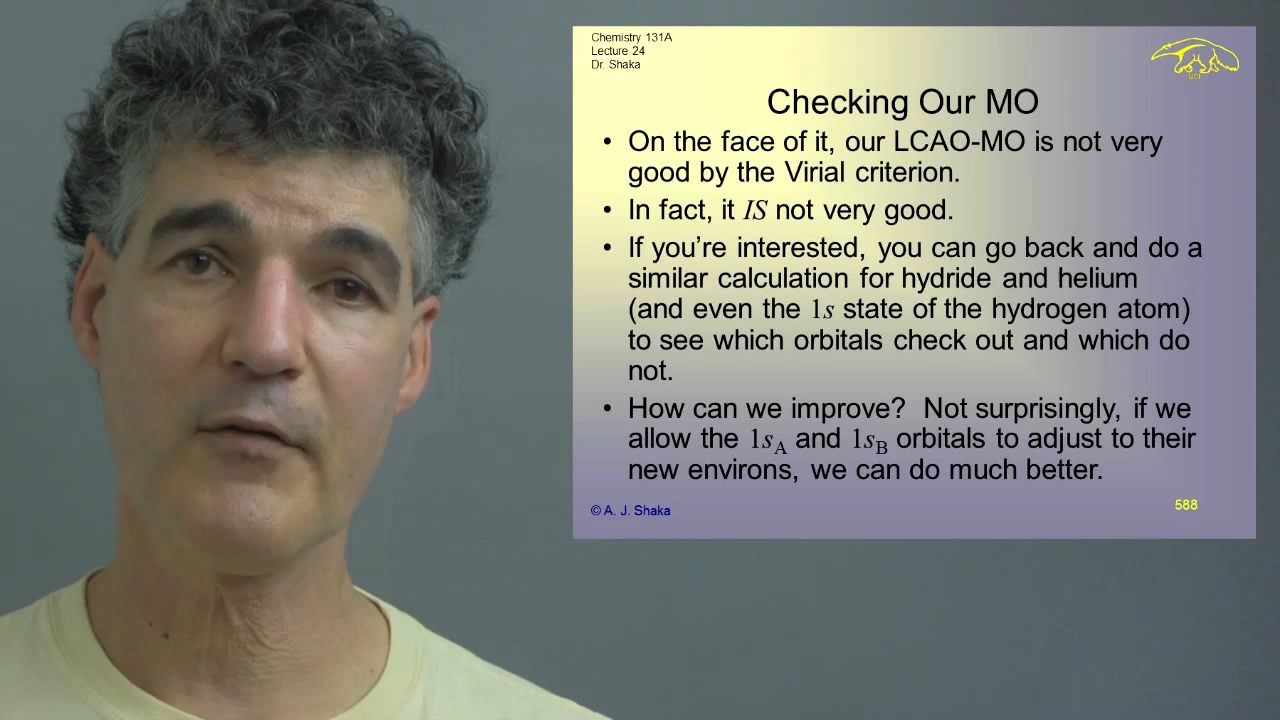 Chemistry 131A
Lecture 24
Dr. Shaka
UCI
Checking Our MO
• On the face of it, our LCAO-MO is not very
good by the Virial criterion.
• In fact, it IS not very good.
• If you’re interested, you can go back and do a
similar calculation for hydride and helium
(and even the 1s state of the hydrogen atom)
to see which orbitals check out and which do
not.
• How can we improve?  Not surprisingly, if we
allow the 1sA and 1sB orbitals to adjust to their
new environs, we can do much better.
© A. J. Shaka
588